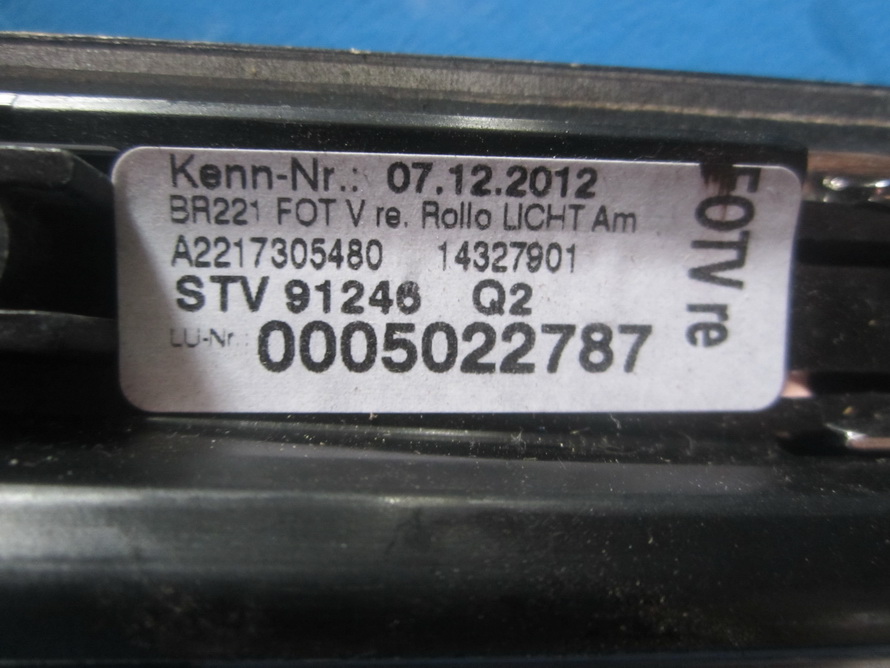 Kenn-Nr.: 07.12.2012
BR221 FOT V re. Rollo LICHT Am
A2217305480 14327901
STV 91246 Q2
LU-Nr.: 0005022787
FOTV re